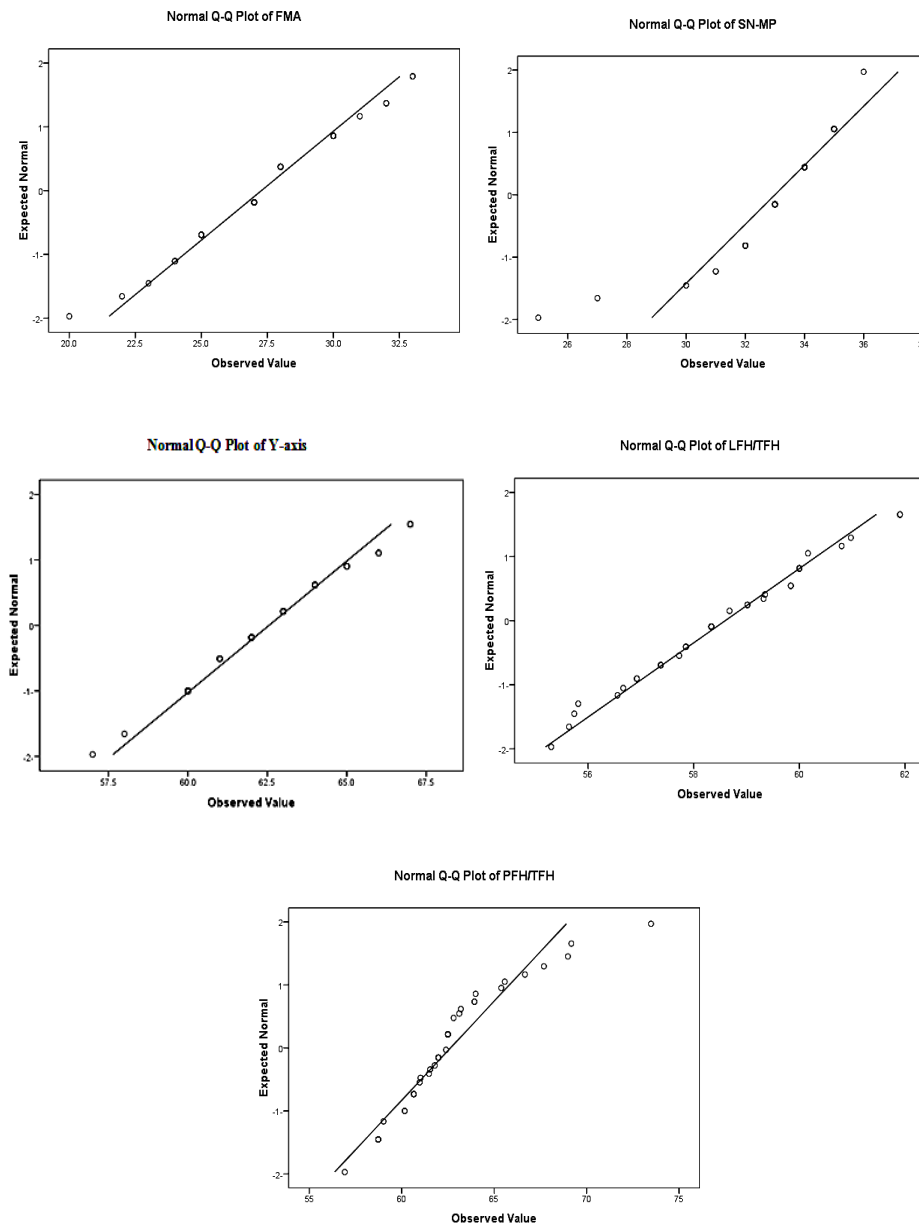 Normal Q-Q Plot of FMA
Expected Normal
2
1
0
-1-
-2-
20.0 22.5 25.0 27.5 30.0 32.5
Observed Value
Normal Q-Q Plot of SN-MP
Expected Normal
2
1
0
-1-
-2-
26 28 30 32 34 36
Observed Value
Normal Q-Q Plot of Y-axis
Expected Normal
2
1
0
-1-
-2-
57.5 60.0 62.5 65.0 67.5
Observed Value
Normal Q-Q Plot of LFH/TFH
Expected Normal
2
1
0
-1-
-2-
56 58 60 62
Observed Value
Normal Q-Q Plot of PFH/TFH
Expected Normal
2
1
0
-1-
-2-
55 60 65 70 75
Observed Value